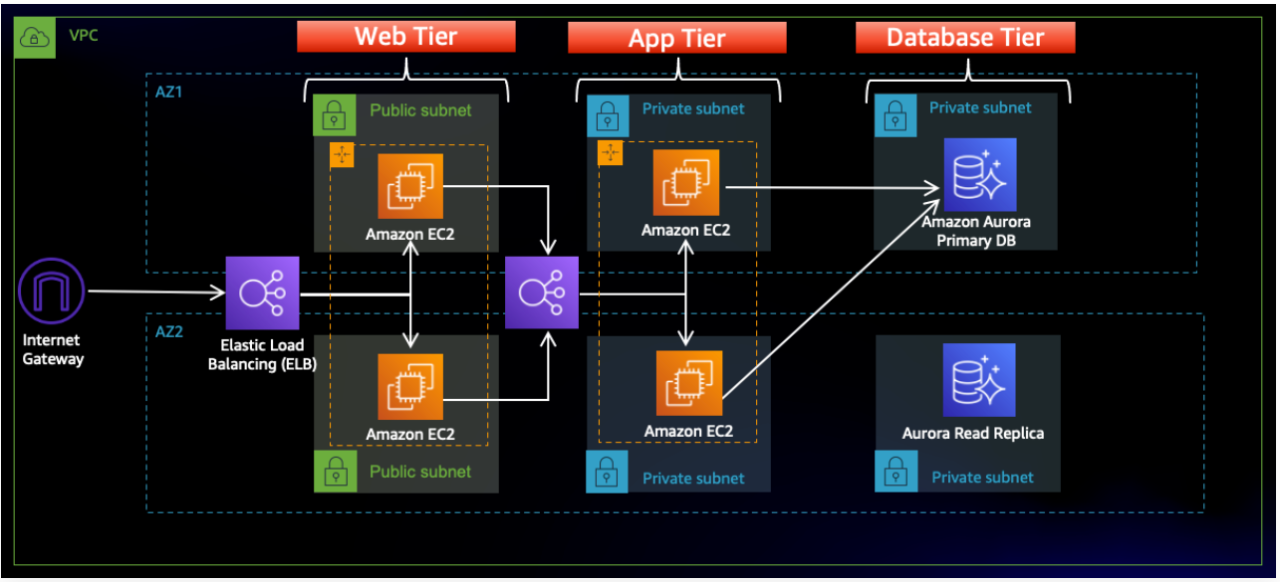 VPC
Web Tier
App Tier
Database Tier
AZ1
Public subnet
Private subnet
Private subnet
Amazon EC2
Amazon EC2
Amazon Aurora
Primary DB
Internet
Gateway
Elastic Load
Balancing (ELB)
AZ2
Amazon EC2
Amazon EC2
Aurora Read Replica
Public subnet
Private subnet
Private subnet